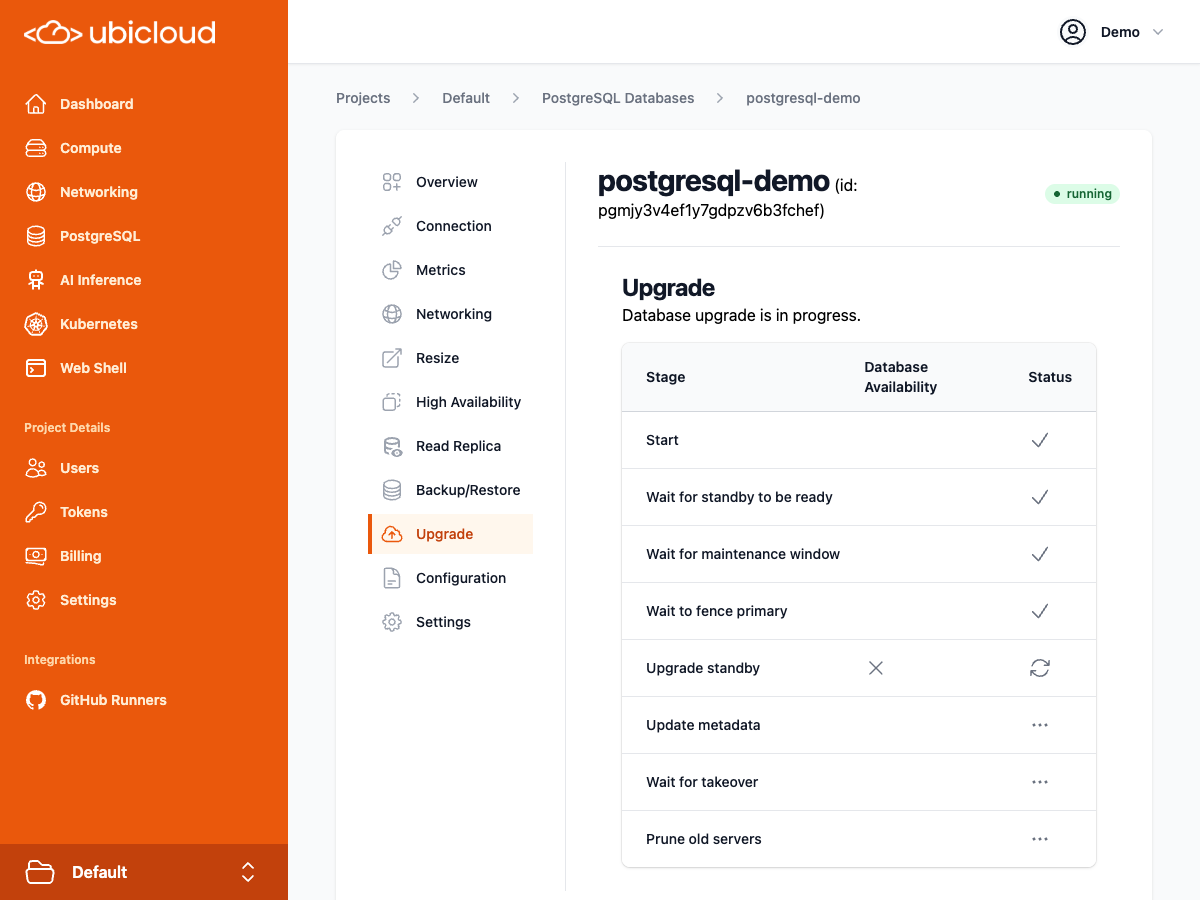 ubicloud
Demo
Dashboard
Compute
Networking
PostgreSQL
AI Inference
Kubernetes
Web Shell
Project Details
Users
Tokens
Billing
Settings
Integrations
GitHub Runners
Default
Projects
Default
PostgreSQL Databases
postgresql-demo
Overview
Connection
Metrics
Networking
Resize
High Availability
Read Replica
Backup/Restore
Upgrade
Configuration
Settings
postgresql-demo (id:
pgmjy3v4ef1y7gdpzv6b3fchef)
running
Upgrade
Database upgrade is in progress.
Stage
Database
Availability
Status
Start
Wait for standby to be ready
Wait for maintenance window
Wait to fence primary
Upgrade standby
Update metadata
Wait for takeover
Prune old servers